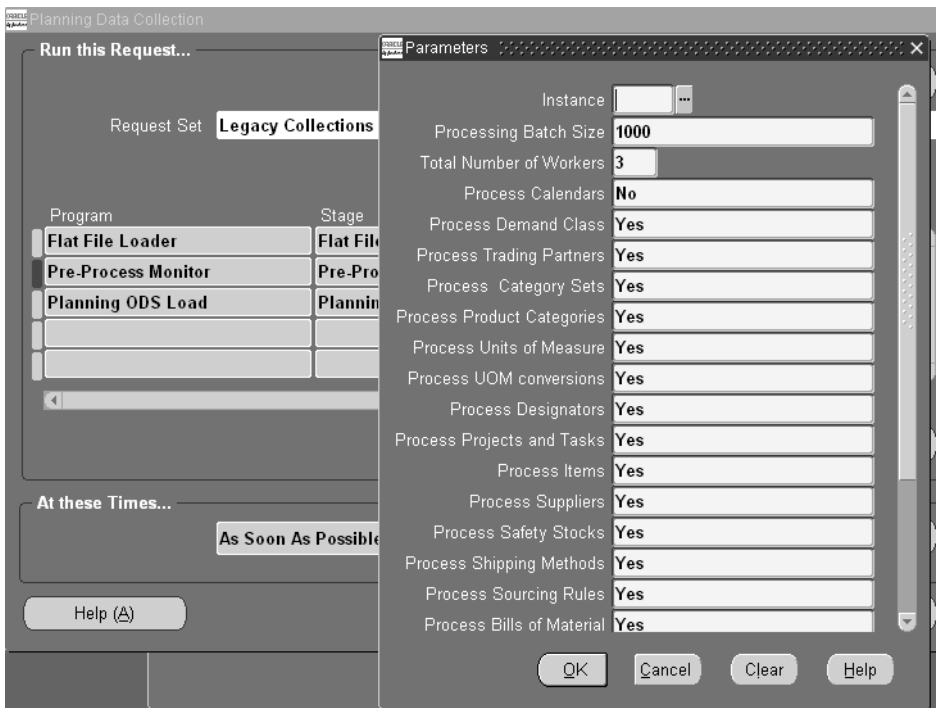 ORACLE
Planning Data Collection
Run this Request...
Request Set Legacy Collections
Program Stage
Flat File Loader Flat File
Pre-Process Monitor Pre-Pro
Planning ODS Load Plannin
At these Times...
As Soon As Possible
Help (A)
ORACLE
Parameters
Instance
Processing Batch Size 1000
Total Number of Workers 3
Process Calendars No
Process Demand Class Yes
Process Trading Partners Yes
Process Category Sets Yes
Process Product Categories Yes
Process Units of Measure Yes
Process UOM conversions Yes
Process Designators Yes
Process Projects and Tasks Yes
Process Items Yes
Process Suppliers Yes
Process Safety Stocks Yes
Process Shipping Methods Yes
Process Sourcing Rules Yes
Process Bills of Material Yes
OK Cancel Clear Help